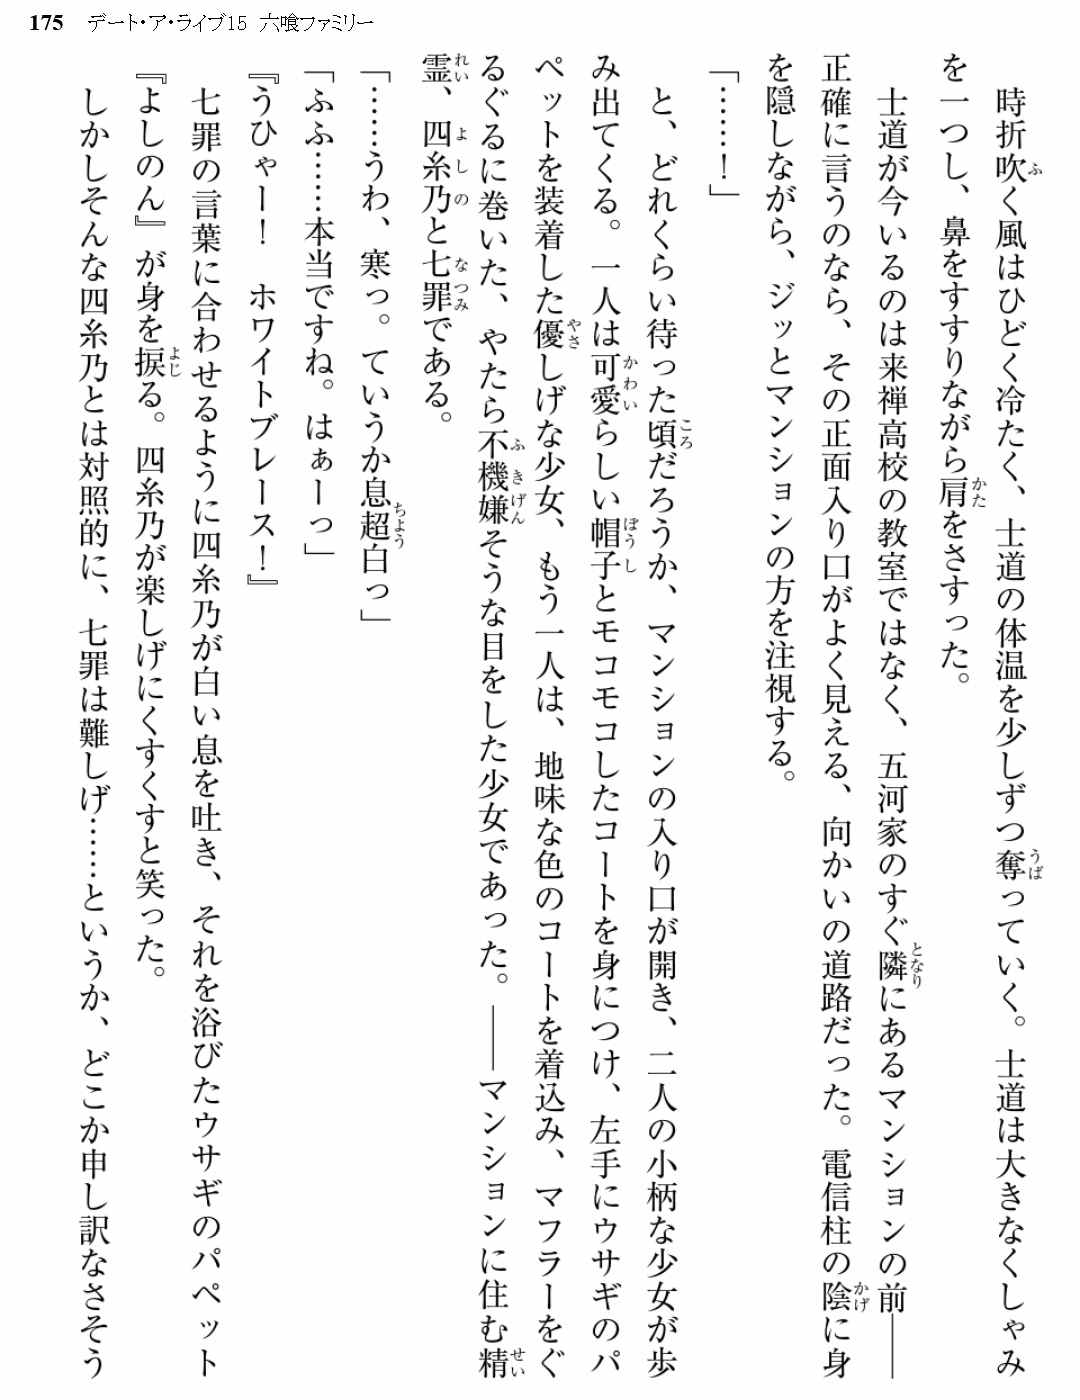 175 デート・ア・ライブ15 六喰ファミリー
時折吹く風はひどく冷たく、士道の体温を少しずつ奪っていく。士道は大きなくしゃみ
を一つし、鼻をすすりながら肩をさすった。
士道が今いるのは来禅高校の教室ではなく、五河家のすぐ隣にあるマンションの前――
正確に言うのなら、その正面入り口がよく見える、向かいの道路だった。電信柱の陰に身
を隠しながら、ジッとマンションの方を注視する。
「……！」
と、どれくらい待った頃だろうか、マンションの入り口が開き、二人の小柄な少女が歩
み出てくる。一人は可愛らしい帽子とモコモコしたコートを身につけ、左手にウサギのパ
ペットを装着した優しげな少女、もう一人は、地味な色のコートを着込み、マフラーをぐ
るぐるに巻いた、やたら不機嫌そうな目をした少女であった。――マンションに住む精
霊、四糸乃と七罪である。
「……うわ、寒っ。ていうか息超白っ」
「ふふ……本当ですね。はぁーっ」
『うひゃー！　ホワイトブレース！』
七罪の言葉に合わせるように四糸乃が白い息を吐き、それを浴びたウサギのパペット
『よしのん』が身を捩る。四糸乃が楽しげにくすくすと笑った。
しかしそんな四糸乃とは対照的に、七罪は難しげ……というか、どこか申し訳なさそう